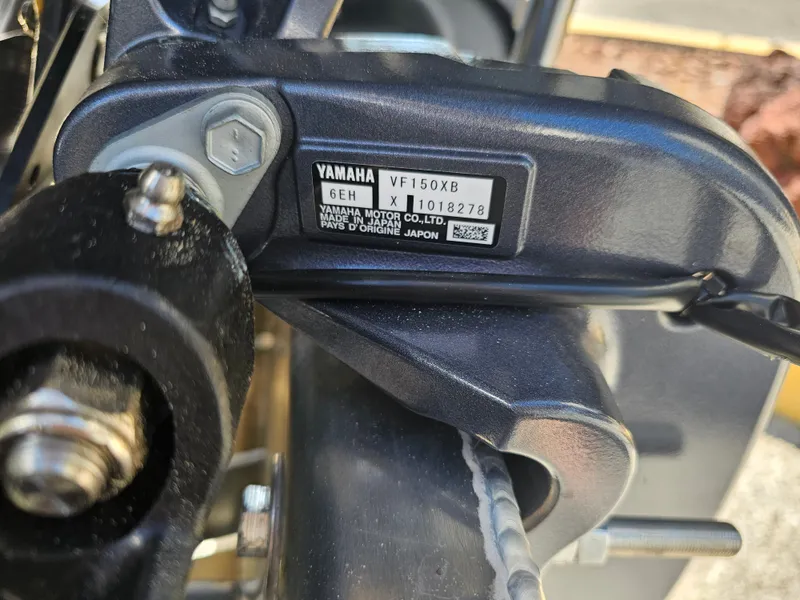 YAMAHA VF150XB
6EH X 1018278
YAMAHA MOTOR CO.,LTD.
MADE IN JAPAN
PAYS D'ORIGINE JAPON